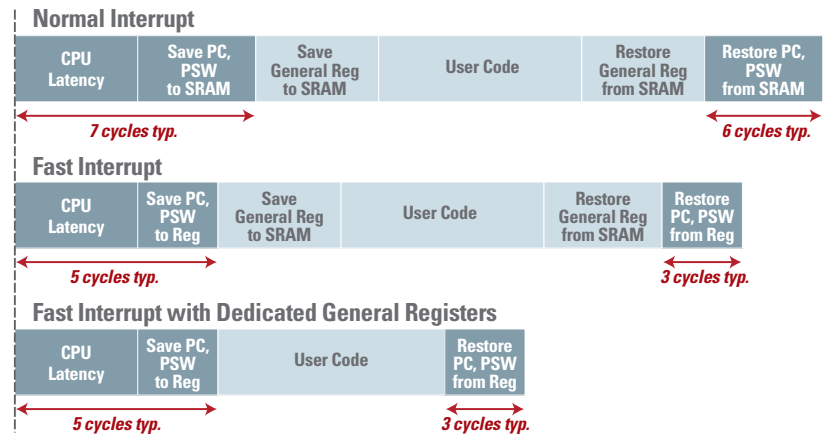 Normal Interrupt
CPU
Latency
Save PC,
PSW
to SRAM
Save
General Reg
to SRAM
User Code
Restore
General Reg
from SRAM
Restore PC,
PSW
from SRAM
7 cycles typ.
6 cycles typ.
Fast Interrupt
CPU
Latency
Save PC,
PSW
to Reg
Save
General Reg
to SRAM
User Code
Restore
General Reg
from SRAM
Restore
PC, PSW
from Reg
5 cycles typ.
3 cycles typ.
Fast Interrupt with Dedicated General Registers
CPU
Latency
Save PC,
PSW
to Reg
User Code
Restore
PC, PSW
from Reg
5 cycles typ.
3 cycles typ.